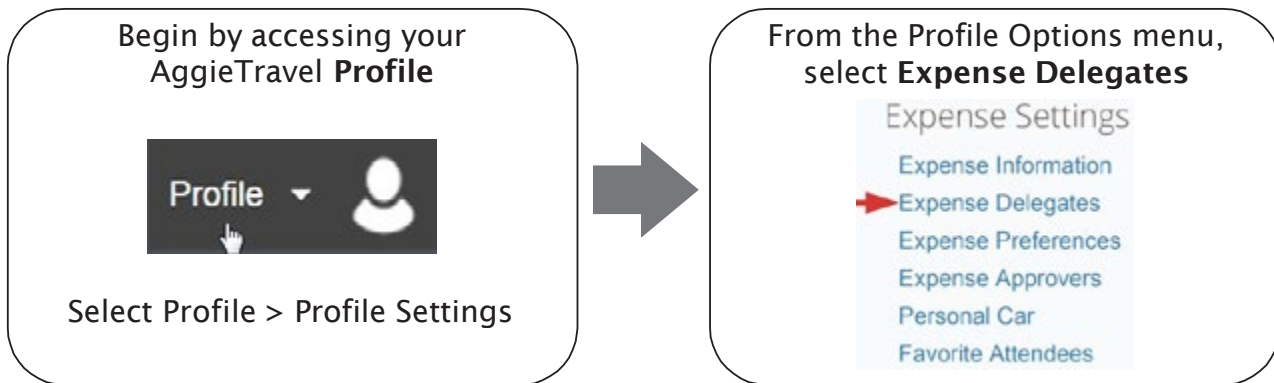 Begin by accessing your
AggieTravel Profile
Profile
Select Profile > Profile Settings
From the Profile Options menu,
select Expense Delegates
Expense Settings
Expense Information
Expense Delegates
Expense Preferences
Expense Approvers
Personal Car
Favorite Attendees